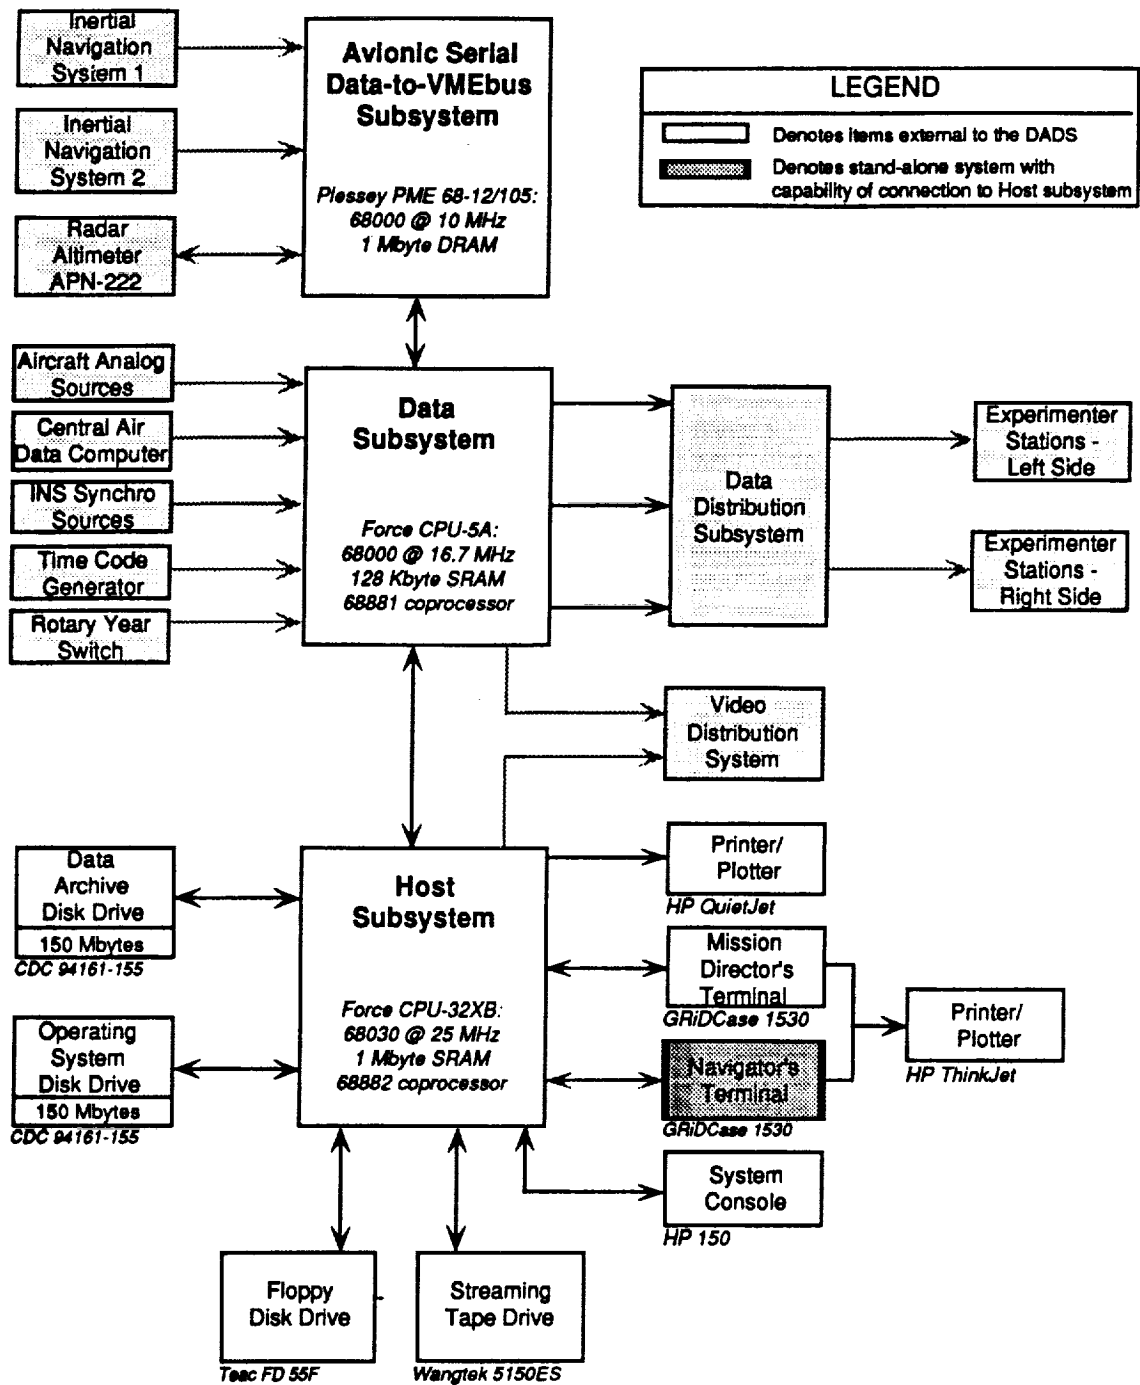 Inertial
Navigation
System 1
Avionic Serial
Data-to-VMEbus
Subsystem
Plessey PME 68-12/105:
68000 @ 10 MHz
1 Mbyte DRAM
LEGEND
Denotes items external to the DADS
Denotes stand-alone system with
capability of connection to Host subsystem
Inertial
Navigation
System 2
Radar
Altimeter
APN-222
Aircraft Analog
Sources
Central Air
Data Computer
INS Synchro
Sources
Time Code
Generator
Rotary Year
Switch
Data
Subsystem
Force CPU-5A:
68000 @ 16.7 MHz
128 Kbyte SRAM
68881 coprocessor
Data
Distribution
Subsystem
Experimenter
Stations -
Left Side
Experimenter
Stations -
Right Side
Video
Distribution
System
Data
Archive
Disk Drive
150 Mbytes
CDC 94161-155
Operating
System
Disk Drive
150 Mbytes
CDC 94161-155
Host
Subsystem
Force CPU-32XB:
68030 @ 25 MHz
1 Mbyte SRAM
68882 coprocessor
Printer/
Plotter
HP QuietJet
Mission
Director's
Terminal
GRiDCase 1530
Navigator's
Terminal
GRiDCase 1530
Printer/
Plotter
HP ThinkJet
System
Console
HP 150
Floppy
Disk Drive
Teac FD 55F
Streaming
Tape Drive
Wangtek 5150ES